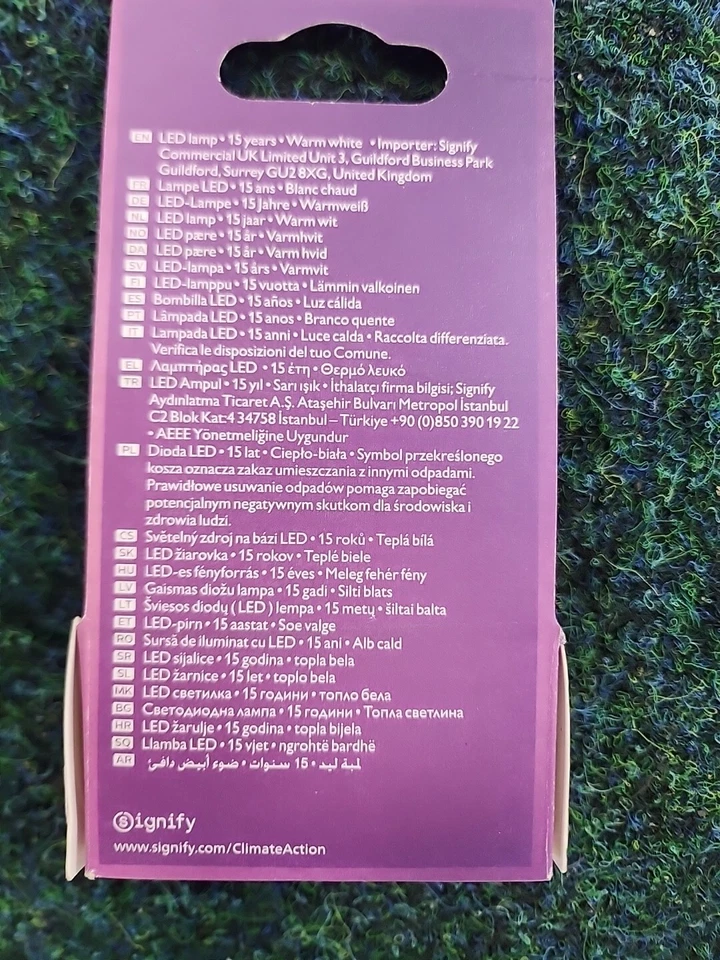 EN LED lamp • 15 years • Warm white • Importer: Signify
Commercial UK Limited Unit 3, Guildford Business Park
Guildford, Surrey GU2 8XG, United Kingdom
FR Lampe LED • 15 ans • Blanc chaud
DE LED-Lampe • 15 Jahre • Warmweiß
NL LED lamp • 15 jaar • Warm wit
NO LED pære • 15 år • Varmhvit
DA LED pære • 15 år • Varm hvid
SV LED-lampa • 15 års • Varmvit
FI LED-lamppu • 15 vuotta • Lämmin valkoinen
ES Bombilla LED • 15 años • Luz cálida
PT Lâmpada LED • 15 anos • Branco quente
IT Lampada LED • 15 anni • Luce calda • Raccolta differenziata.
Verifica le disposizioni del tuo Comune.
EL Λαμπτήρας LED • 15 έτη • Θερμό λευκό
TR LED Ampul • 15 yıl • Sarı ışık • İthalatçı firma bilgisi; Signify
Aydınlatma Ticaret A.Ş. Ataşehir Bulvarı Metropol İstanbul
C2 Blok Kat:4 34758 İstanbul – Türkiye +90 (0)850 390 19 22
• AEEE Yönetmeliğine Uygundur
PL Dioda LED • 15 lat • Ciepło-biała • Symbol przekreślonego
kosza oznacza zakaz umieszczania z innymi odpadami.
Prawidłowe usuwanie odpadów pomaga zapobiegać
potencjalnym negatywnym skutkom dla środowiska i
zdrowia ludzi.
CS Světelný zdroj na bázi LED • 15 roků • Teplá bílá
SK LED žiarovka • 15 rokov • Teplé biele
HU LED-es fényforrás • 15 éves • Meleg fehér fény
LV Gaismas diožu lampa • 15 gadi • Silti blats
LT Šviesos diodų ( LED ) lempa • 15 metų • šiltai balta
ET LED-pirn • 15 aastat • Soe valge
RO Sursă de iluminat cu LED • 15 ani • Alb cald
SR LED sijalice • 15 godina • topla bela
SL LED žarnice • 15 let • toplo bela
MK LED светилка • 15 години • топло бела
BG Светодиодна лампа • 15 години • Топла светлина
HR LED žarulje • 15 godina • topla bijela
SQ Llamba LED • 15 vjet • ngrohtë bardhë
AR لمبة ليد • 15 سنوات • ضوء أبيض دافئ
Signify
www.signify.com/ClimateAction